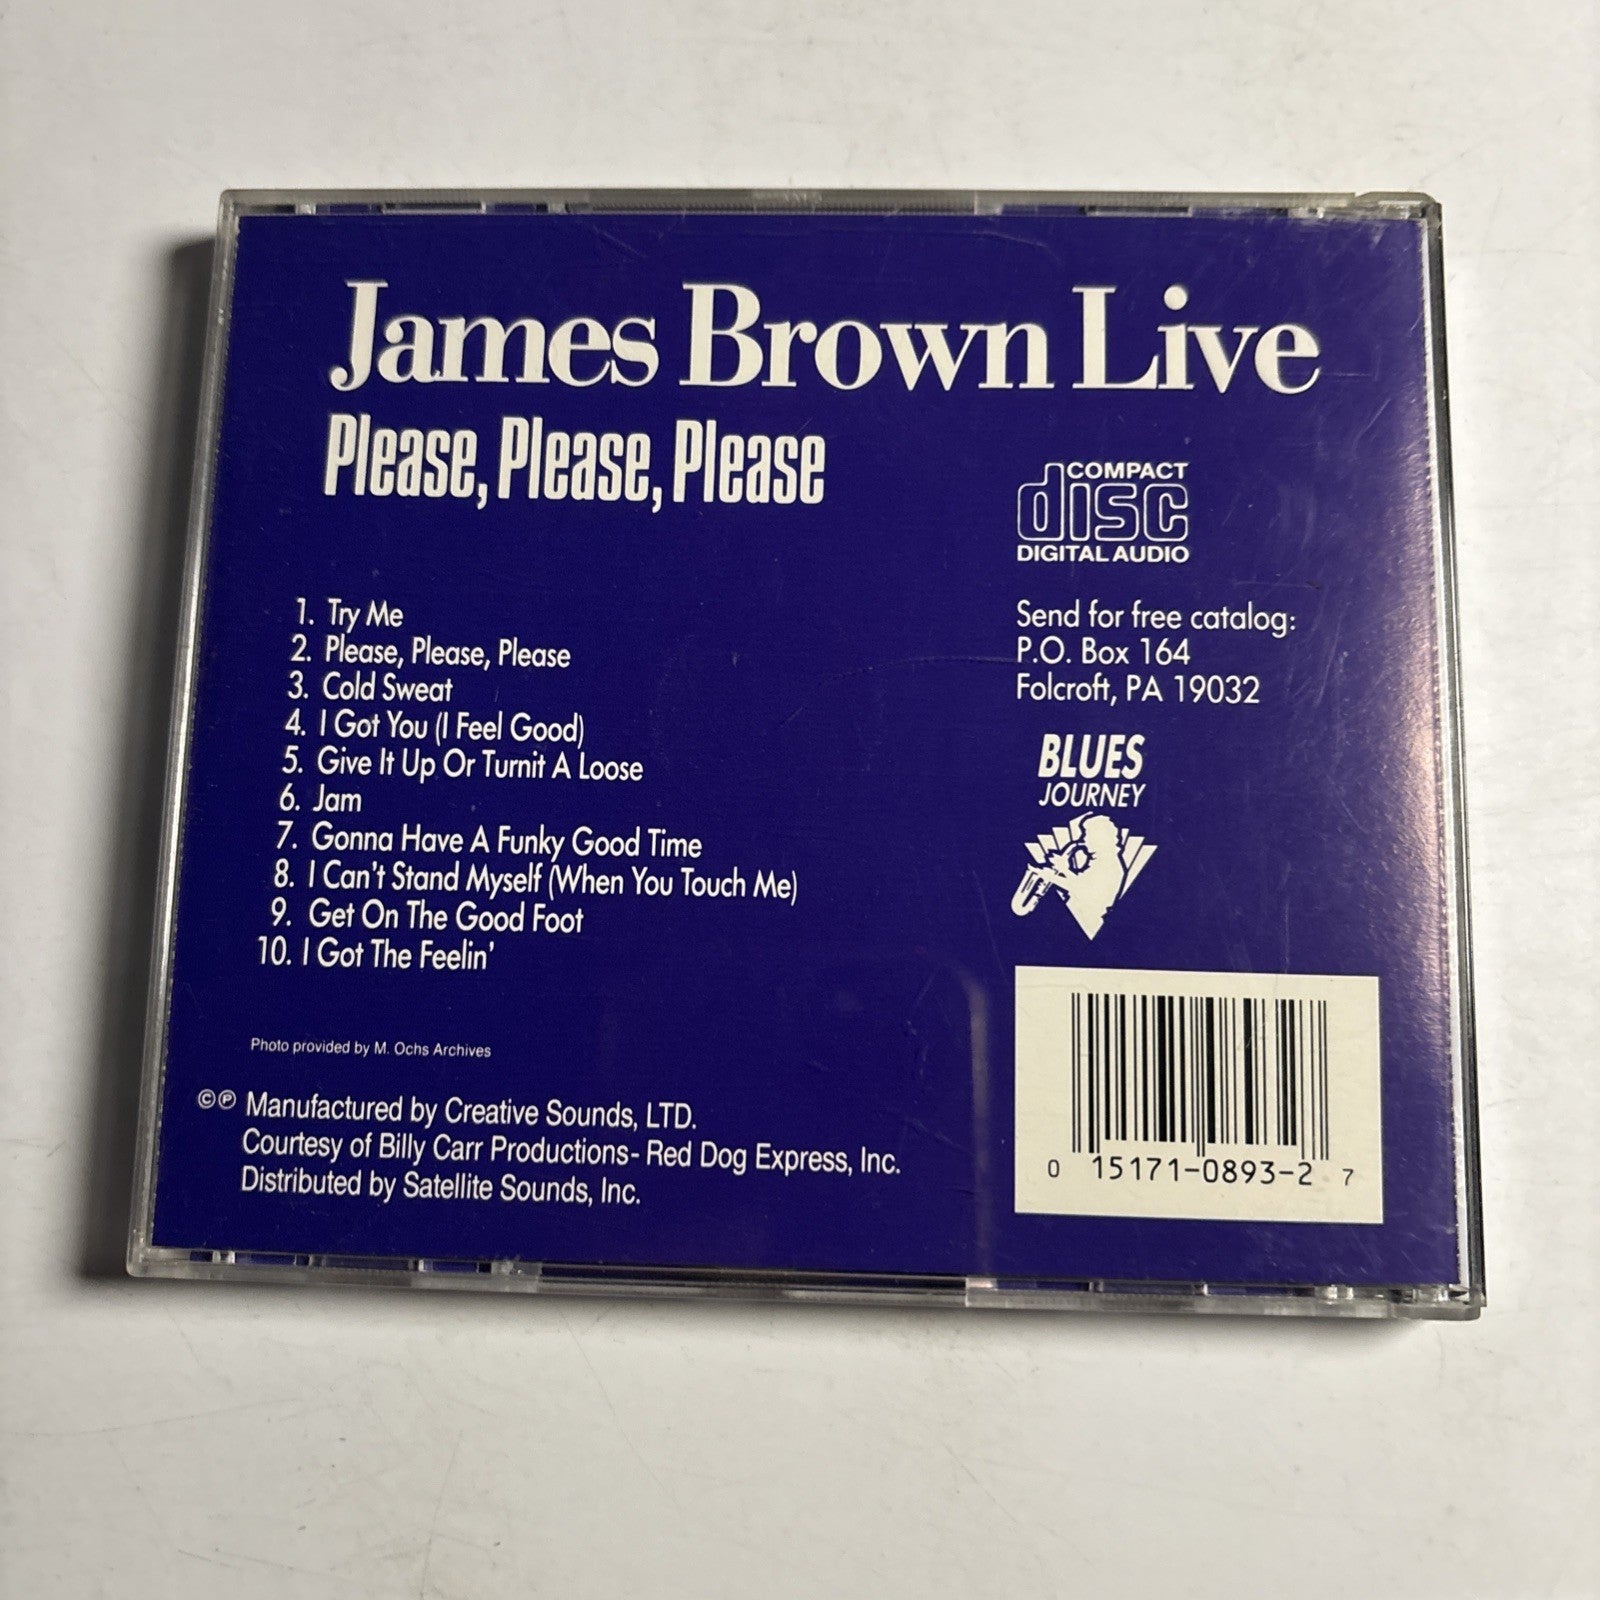 James Brown Live
Please, Please, Please
COMPACT
disc
DIGITAL AUDIO
1. Try Me
2. Please, Please, Please
3. Cold Sweat
4. I Got You (I Feel Good)
5. Give It Up Or Turnit A Loose
6. Jam
7. Gonna Have A Funky Good Time
8. I Can't Stand Myself (When You Touch Me)
9. Get On The Good Foot
10. I Got The Feelin'
Send for free catalog:
P.O. Box 164
Folcroft, PA 19032
BLUES
JOURNEY
Photo provided by M. Ochs Archives
©℗ Manufactured by Creative Sounds, LTD.
Courtesy of Billy Carr Productions- Red Dog Express, Inc.
Distributed by Satellite Sounds, Inc.
0 15171-0893-2 7